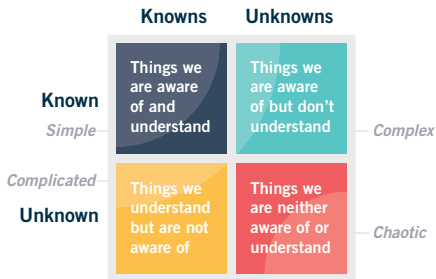 Knowns
Unknowns
Known
Simple
Things we
are aware
of and
understand
Things we
are aware
of but don't
understand
Complex
Complicated
Unknown
Things we
understand
but are not
aware of
Things we
are neither
aware of or
understand
Chaotic